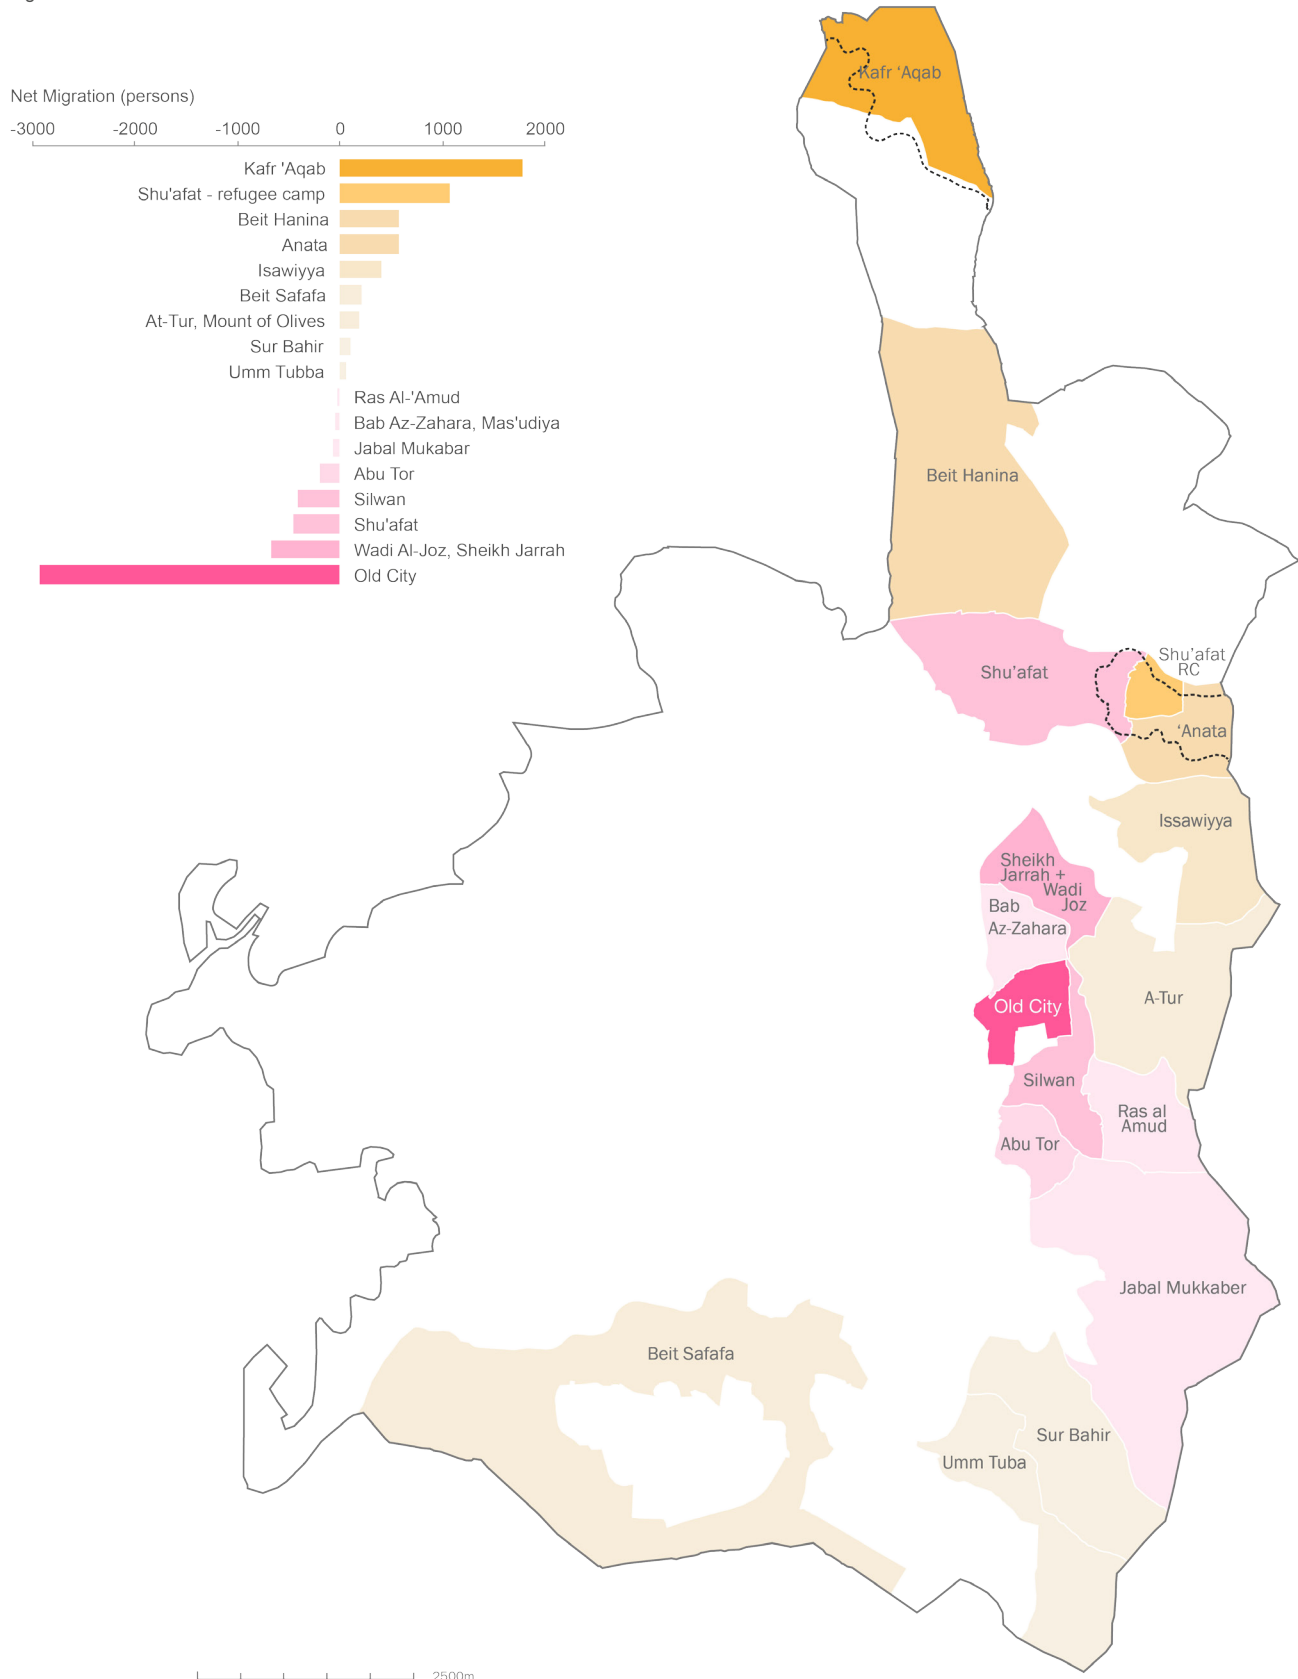 Net Migration (persons)
-3000 -2000 -1000 0 1000 2000
Kafr 'Aqab
Shu'afat - refugee camp
Beit Hanina
Anata
Isawiyya
Beit Safafa
At-Tur, Mount of Olives
Sur Bahir
Umm Tubba
Ras Al-'Amud
Bab Az-Zahara, Mas'udiya
Jabal Mukabar
Abu Tor
Silwan
Shu'afat
Wadi Al-Joz, Sheikh Jarrah
Old City
Kafr ‘Aqab
Beit Hanina
Shu’afat
RC
Shu’afat
‘Anata
Issawiyya
Sheikh
Jarrah +
Wadi
Joz
Bab
Az-Zahara
A-Tur
Old City
Silwan
Ras al
Amud
Abu Tor
Jabal Mukkaber
Beit Safafa
Sur Bahir
Umm Tuba
2500m